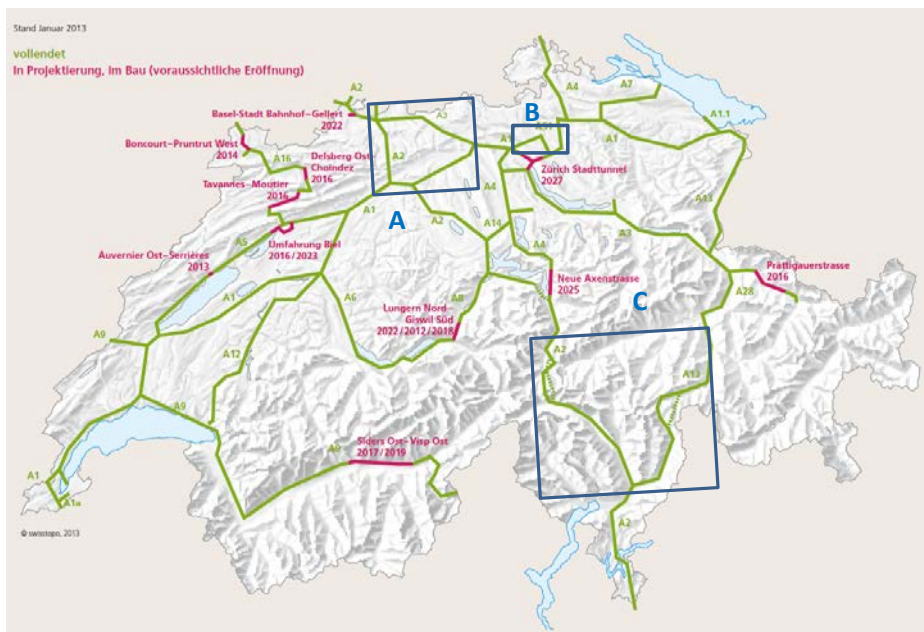 Stand Januar 2013
vollendet
In Projektierung, im Bau (voraussichtliche Eröffnung)
A2
Basel-Stadt Bahnhof-Gellert
2022
A3
A4
A7
A1.1
B
A51
A1
A1
Boncourt-Pruntrut West
2014
A16
Delsberg Ost
Choindez
2016
A2
Zürich Stadttunnel
2027
Tavannes-Moutier
2016
A4
A13
A1
A
A2
A14
A3
A5
Umfahrung Biel
2016/2023
A4
Auvernier Ost-Serrières
2013
Neue Axenstrasse
2025
Prättigauerstrasse
2016
A28
A1
A6
A8
Lungern Nord-
Giswil Süd
2022/2012/2018
C
A9
A12
A2
A13
A9
Siders Ost-Visp Ost
2017/2019
A9
A1
A1a
A2
© swisstopo, 2013